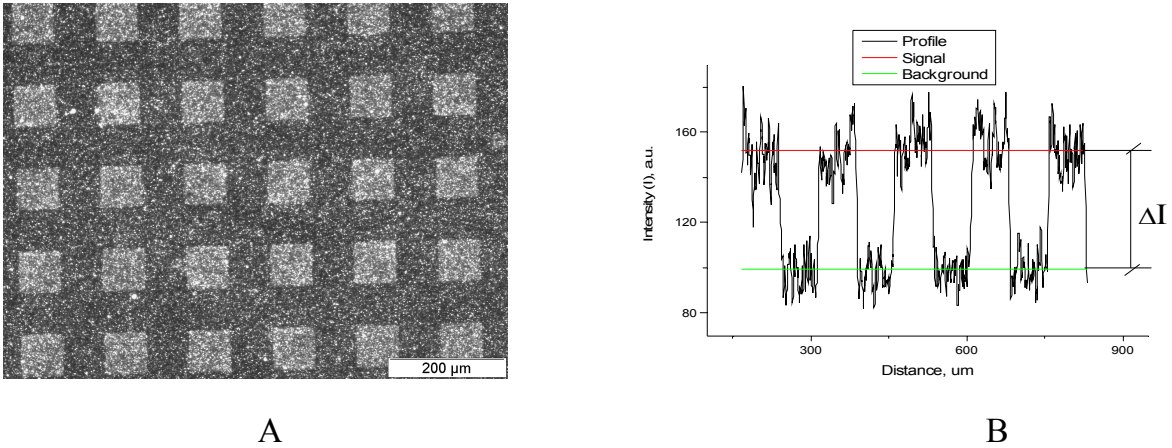 200 µm
A
Profile
Signal
Background
160
120
80
Intensity (I), a.u.
ΔI
300
600
900
Distance, um
B